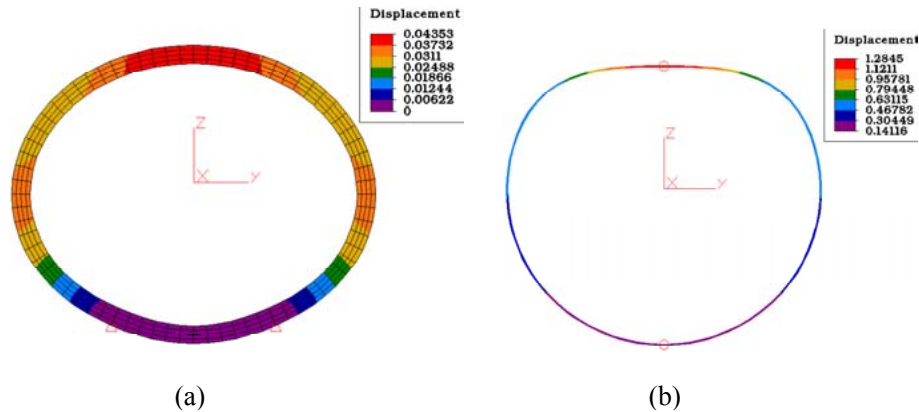 Displacement
0.04353
0.03732
0.0311
0.02488
0.01866
0.01244
0.00622
0
Z
X
Y
(a)
Displacement
1.2845
1.1211
0.95781
0.79448
0.63115
0.46782
0.30449
0.14116
Z
X
Y
(b)